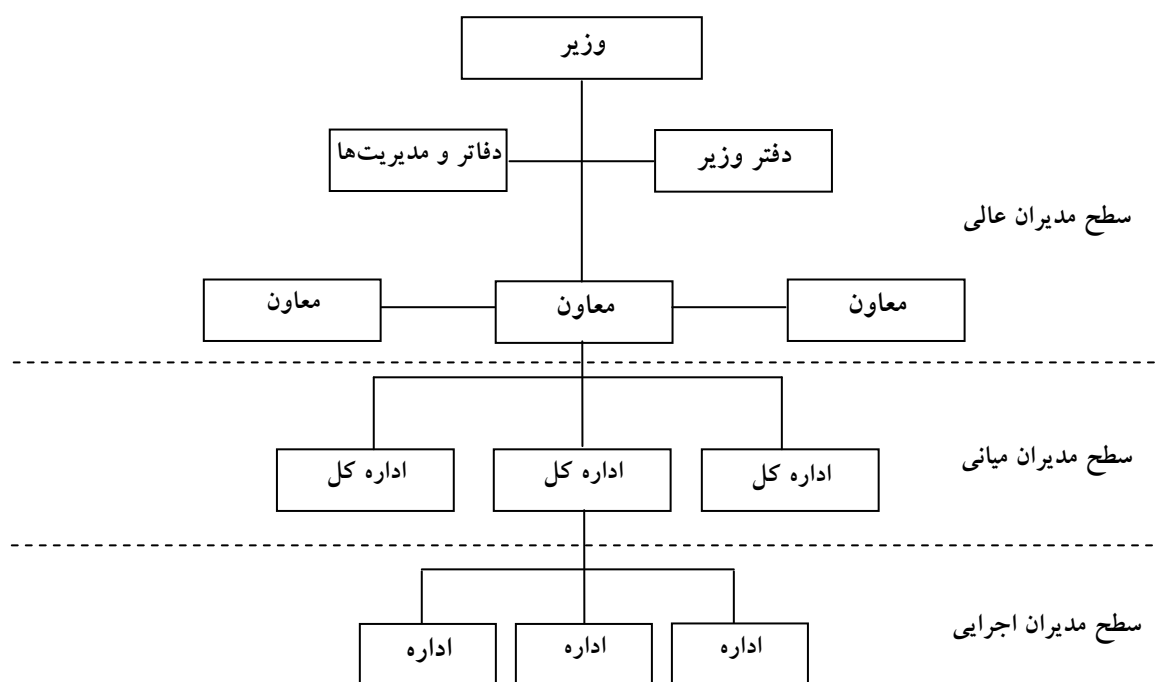 وزیر
دفتر وزیر
دفاتر و مدیریت‌ها
سطح مدیران عالی
معاون
معاون
معاون
سطح مدیران میانی
اداره کل
اداره کل
اداره کل
سطح مدیران اجرایی
اداره
اداره
اداره